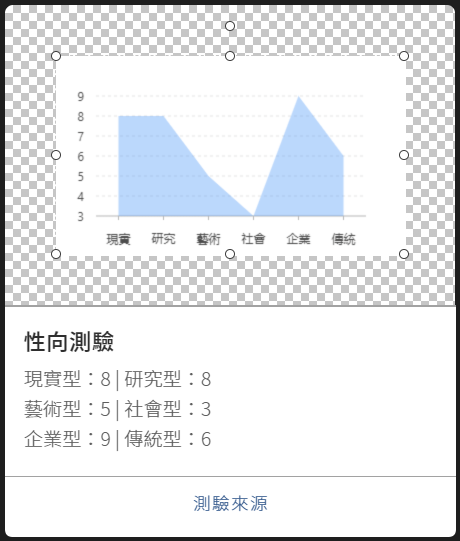 9
8
7
6
5
4
3
現實 研究 藝術 社會 企業 傳統
性向測驗
現實型：8 | 研究型：8
藝術型：5 | 社會型：3
企業型：9 | 傳統型：6
測驗來源